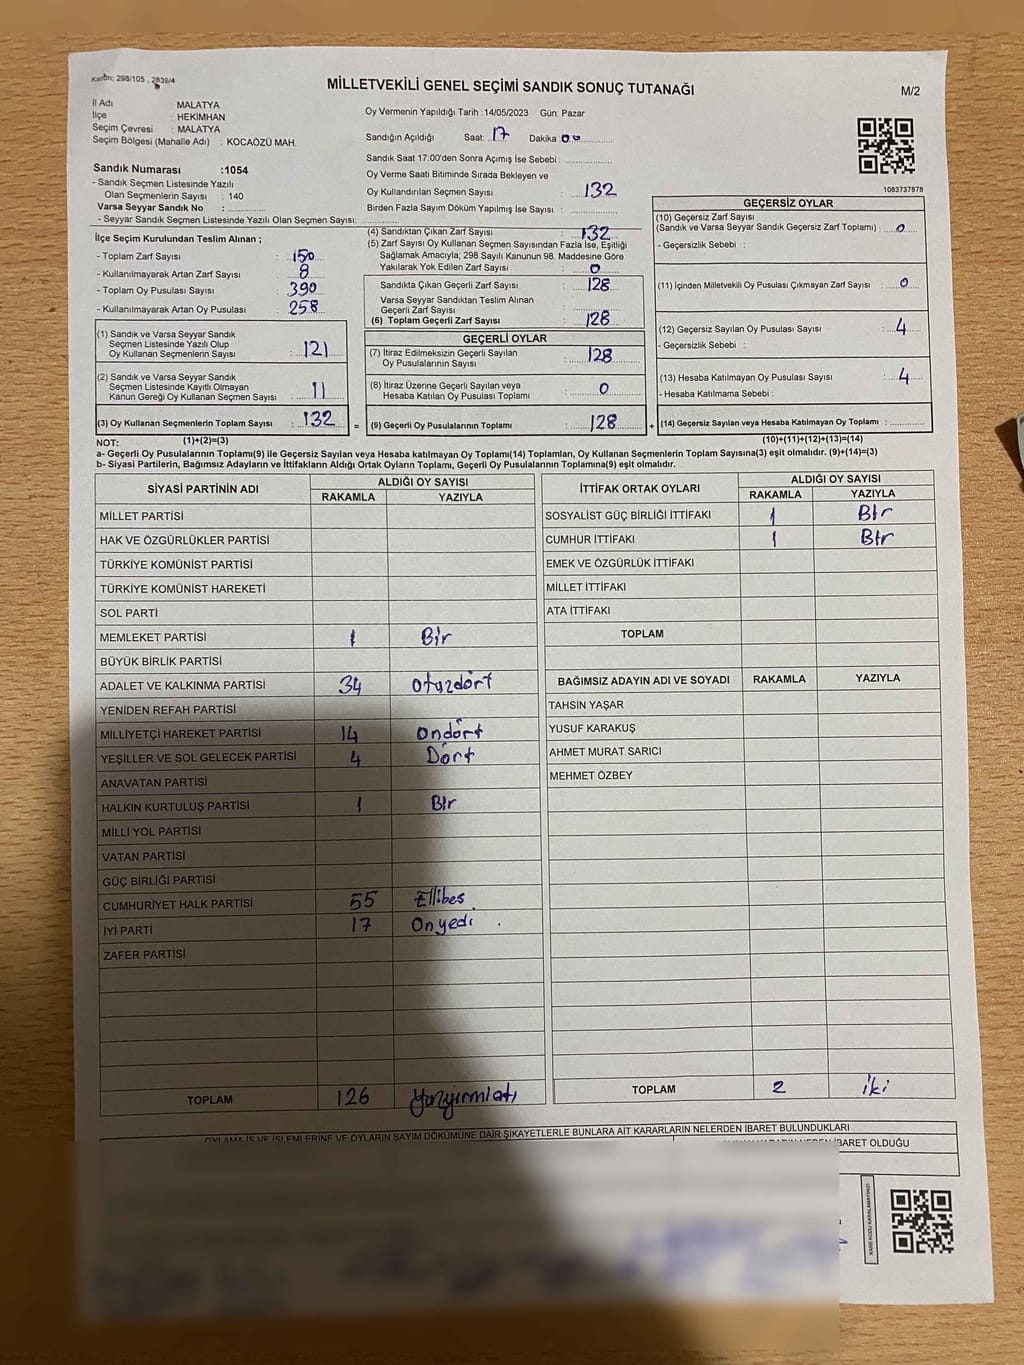 Kanun; 298/105 , 2839/4
MİLLETVEKİLİ GENEL SEÇİMİ SANDIK SONUÇ TUTANAĞI
M/2
İl Adı : MALATYA
İlçe : HEKİMHAN
Seçim Çevresi : MALATYA
Seçim Bölgesi (Mahalle Adı) : KOCAÖZÜ MAH.
Oy Vermenin Yapıldığı Tarih :14/05/2023 Gün: Pazar
Sandığın Açıldığı Saat: 17 Dakika : 00
Sandık Saat 17:00'den Sonra Açımış İse Sebebi :
Oy Verme Saati Bitiminde Sırada Bekleyen ve
Oy Kullandırılan Seçmen Sayısı : 132
Birden Fazla Sayım Döküm Yapılmış İse Sayısı :
1083737878
Sandık Numarası :1054
- Sandık Seçmen Listesinde Yazılı
Olan Seçmenlerin Sayısı : 140
Varsa Seyyar Sandık No :
- Seyyar Sandık Seçmen Listesinde Yazılı Olan Seçmen Sayısı:
İlçe Seçim Kurulundan Teslim Alınan ;
- Toplam Zarf Sayısı : 150
- Kullanılmayarak Artan Zarf Sayısı : 8
- Toplam Oy Pusulası Sayısı : 390
- Kullanılmayarak Artan Oy Pusulası : 258
(1) Sandık ve Varsa Seyyar Sandık
Seçmen Listesinde Yazılı Olup
Oy Kullanan Seçmenlerin Sayısı : 121
(2) Sandık ve Varsa Seyyar Sandık
Seçmen Listesinde Kayıtlı Olmayan
Kanun Gereği Oy Kullanan Seçmen Sayısı : 11
(3) Oy Kullanan Seçmenlerin Toplam Sayısı : 132 =
(4) Sandıktan Çıkan Zarf Sayısı : 132
(5) Zarf Sayısı Oy Kullanan Seçmen Sayısından Fazla İse, Eşitliği
Sağlamak Amacıyla; 298 Sayılı Kanunun 98. Maddesine Göre
Yakılarak Yok Edilen Zarf Sayısı : 0
Sandıkta Çıkan Geçerli Zarf Sayısı : 128
Varsa Seyyar Sandıktan Teslim Alınan
Geçerli Zarf Sayısı :
(6) Toplam Geçerli Zarf Sayısı : 128
GEÇERLİ OYLAR
(7) İtiraz Edilmeksizin Geçerli Sayılan
Oy Pusulalarının Sayısı : 128
(8) İtiraz Üzerine Geçerli Sayılan veya
Hesaba Katılan Oy Pusulası Toplamı : 0
(9) Geçerli Oy Pusulalarının Toplamı : 128 +
GEÇERSİZ OYLAR
(10) Geçersiz Zarf Sayısı
(Sandık ve Varsa Seyyar Sandık Geçersiz Zarf Toplamı) : 0
- Geçersizlik Sebebi :
(11) İçinden Milletvekili Oy Pusulası Çıkmayan Zarf Sayısı : 0
(12) Geçersiz Sayılan Oy Pusulası Sayısı : 4
- Geçersizlik Sebebi :
(13) Hesaba Katılmayan Oy Pusulası Sayısı : 4
- Hesaba Katılmama Sebebi :
(14) Geçersiz Sayılan veya Hesaba Katılmayan Oy Toplamı :
NOT: (1)+(2)=(3) (10)+(11)+(12)+(13)=(14)
a- Geçerli Oy Pusulalarının Toplamı(9) ile Geçersiz Sayılan veya Hesaba katılmayan Oy Toplamı(14) Toplamları, Oy Kullanan Seçmenlerin Toplam Sayısına(3) eşit olmalıdır. (9)+(14)=(3)
b- Siyasi Partilerin, Bağımsız Adayların ve İttifakların Aldığı Ortak Oyların Toplamı, Geçerli Oy Pusulalarının Toplamına(9) eşit olmalıdır.
SİYASİ PARTİNİN ADI ALDIĞI OY SAYISI
RAKAMLA YAZIYLA
MİLLET PARTİSİ
HAK VE ÖZGÜRLÜKLER PARTİSİ
TÜRKİYE KOMÜNİST PARTİSİ
TÜRKİYE KOMÜNİST HAREKETİ
SOL PARTİ
MEMLEKET PARTİSİ 1 Bir
BÜYÜK BİRLİK PARTİSİ
ADALET VE KALKINMA PARTİSİ 34 Otuzdört
YENİDEN REFAH PARTİSİ
MİLLİYETÇİ HAREKET PARTİSİ 14 Ondört
YEŞİLLER VE SOL GELECEK PARTİSİ 4 Dört
ANAVATAN PARTİSİ
HALKIN KURTULUŞ PARTİSİ 1 Bir
MİLLİ YOL PARTİSİ
VATAN PARTİSİ
GÜÇ BİRLİĞİ PARTİSİ
CUMHURİYET HALK PARTİSİ 55 Ellibes
İYİ PARTİ 17 Onyedi
ZAFER PARTİSİ
TOPLAM 126 Yüzyirmialtı
İTTİFAK ORTAK OYLARI ALDIĞI OY SAYISI
RAKAMLA YAZIYLA
SOSYALİST GÜÇ BİRLİĞİ İTTİFAKI 1 Bir
CUMHUR İTTİFAKI 1 Bir
EMEK VE ÖZGÜRLÜK İTTİFAKI
MİLLET İTTİFAKI
ATA İTTİFAKI
TOPLAM
BAĞIMSIZ ADAYIN ADI VE SOYADI RAKAMLA YAZIYLA
TAHSİN YAŞAR
YUSUF KARAKUŞ
AHMET MURAT SARICI
MEHMET ÖZBEY
TOPLAM 2 iki
OYLAMA İŞ VE İŞLEMLERİNE VE OYLARIN SAYIM DÖKÜMÜNE DAİR ŞİKAYETLERLE BUNLARA AİT KARARLARIN NELERDEN İBARET BULUNDUKLARI
İBARET OLDUĞU
KARE KODU KARALAMAYINIZ!